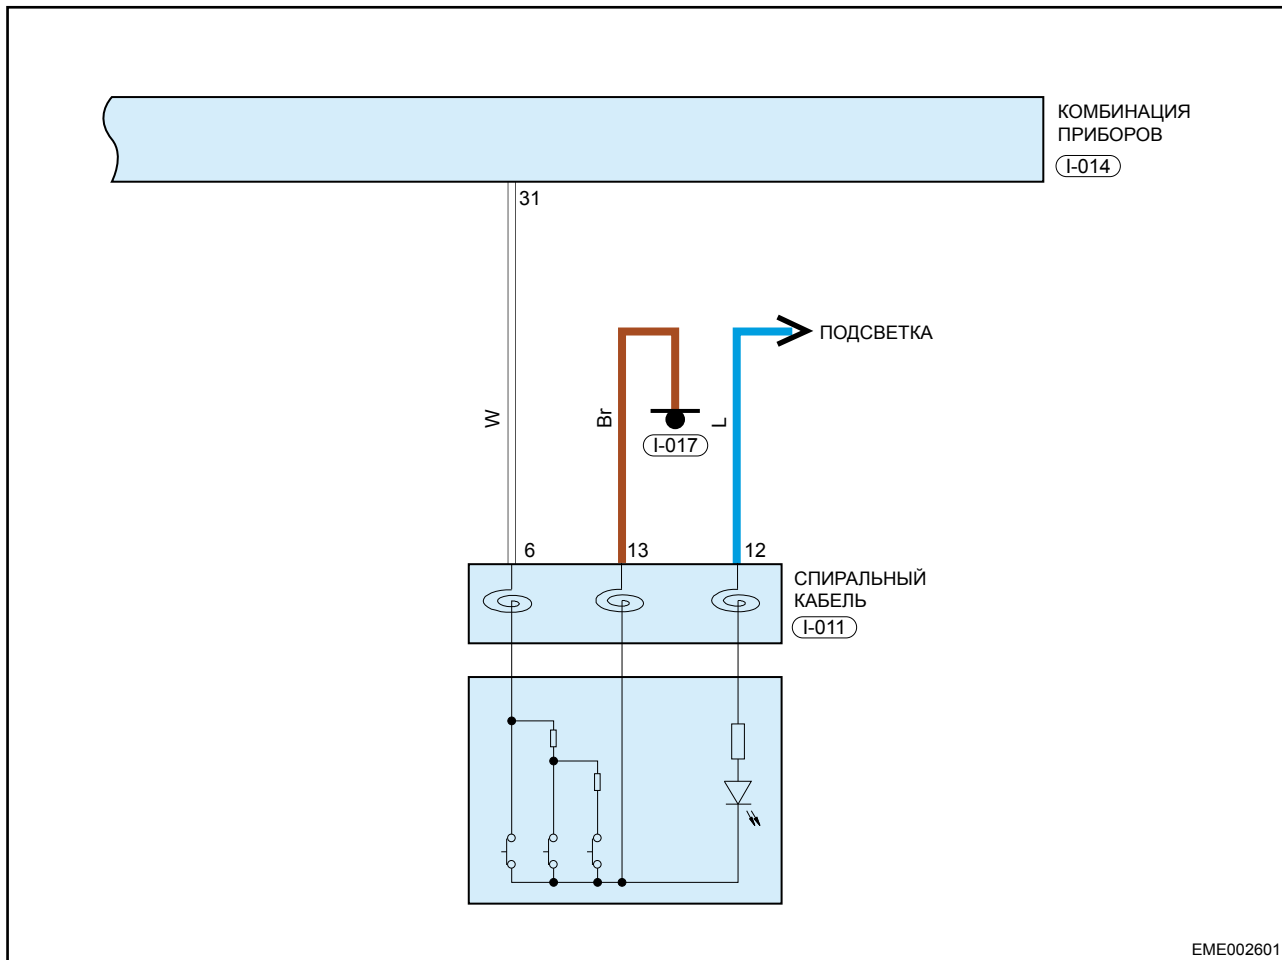 КОМБИНАЦИЯ
ПРИБОРОВ
I-014
31
ПОДСВЕТКА
W
Br
L
I-017
6
13
12
СПИРАЛЬНЫЙ
КАБЕЛЬ
I-011
EME002601